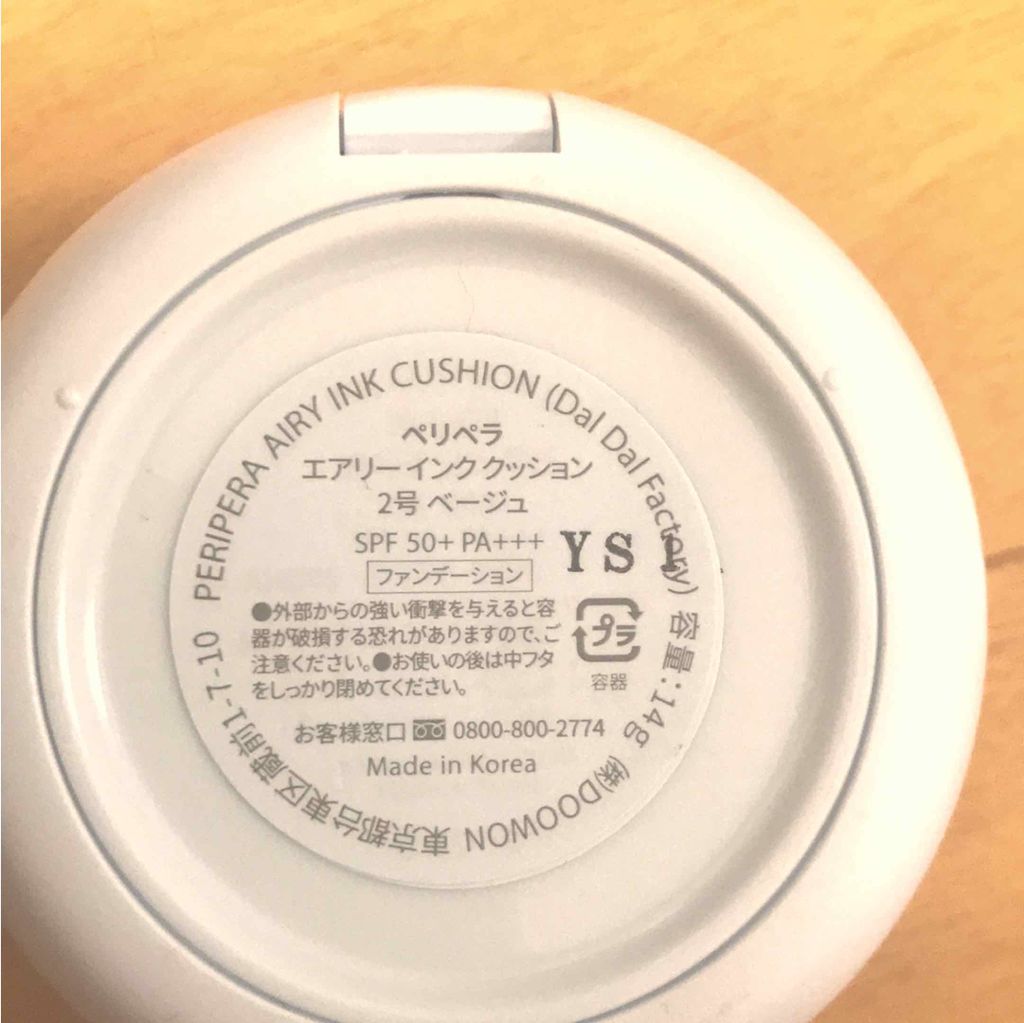 PERIPERA AIRY INK CUSHION (Dal Dal Factory) 容量:14g ㈱DOOWON 東京都台東区蔵前1-7-10
ペリペラ
エアリー インク クッション
2号 ベージュ
SPF 50+ PA+++
YS1
ファンデーション
●外部からの強い衝撃を与えると容
器が破損する恐れがありますので、ご
注意ください。●お使いの後は中フタ
をしっかり閉めてください。
プラ
容器
お客様窓口 0800-800-2774
Made in Korea